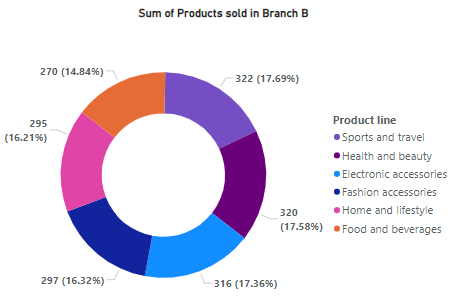 Sum of Products sold in Branch B
270 (14.84%)
322 (17.69%)
295
(16.21%)
Product line
Sports and travel
Health and beauty
Electronic accessories
Fashion accessories
Home and lifestyle
Food and beverages
320
(17.58%)
297 (16.32%)
316 (17.36%)